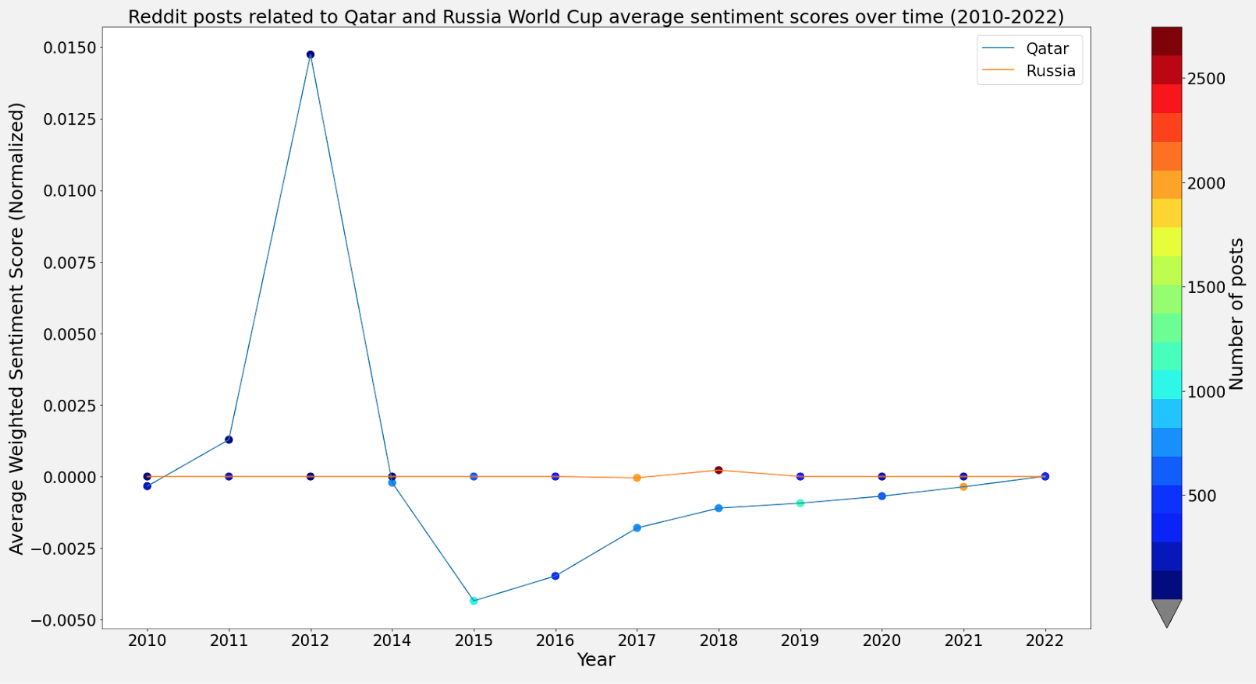 Reddit posts related to Qatar and Russia World Cup average sentiment scores over time (2010-2022)
Qatar
Russia
Average Weighted Sentiment Score (Normalized)
0.0150
0.0125
0.0100
0.0075
0.0050
0.0025
0.0000
−0.0025
−0.0050
2010 2011 2012 2014 2015 2016 2017 2018 2019 2020 2021 2022
Year
2500
2000
1500
1000
500
Number of posts